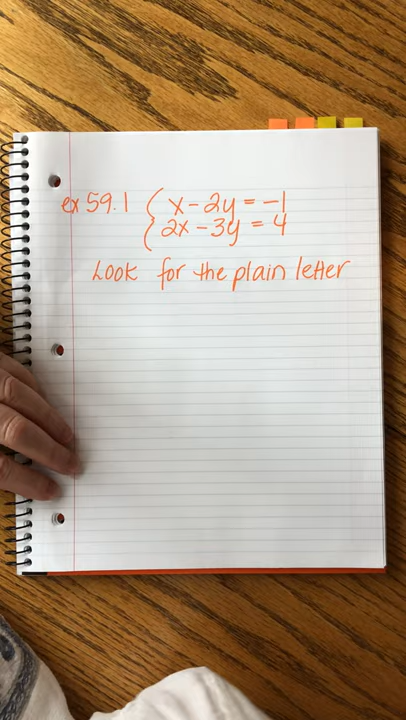 ex 59.1 { x - 2y = -1
2x - 3y = 4
Look for the plain letter